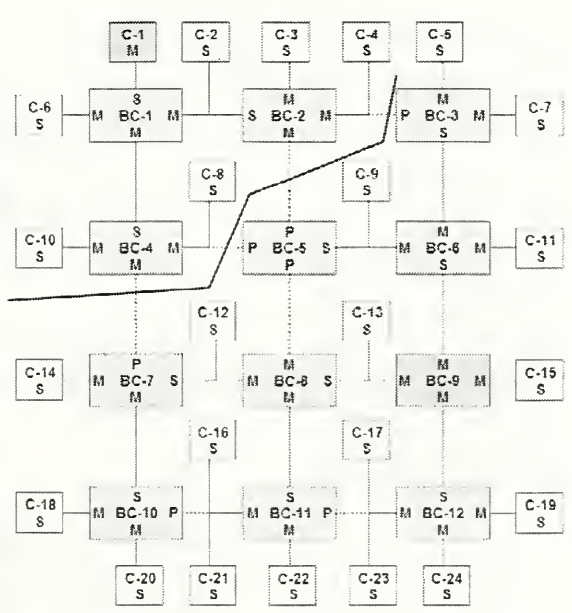 C-1 C-2 C-3 C-4 C-5
M S S S S
C-6 S M S C-7
S M BC-1 M S BC-2 M P BC-3 M S
M M S
C-8 C-9
S S
C-10 S P M C-11
S M BC-4 M P BC-5 S M BC-6 M S
M P S
C-12 C-13
S S
C-14 P M M C-15
S M BC-7 S BC-8 S M BC-9 M S
M M M
C-16 C-17
S S
C-18 S S S C-19
S M BC-10 P M BC-11 P M BC-12 M S
M M M
C-20 C-21 C-22 C-23 C-24
S S S S S